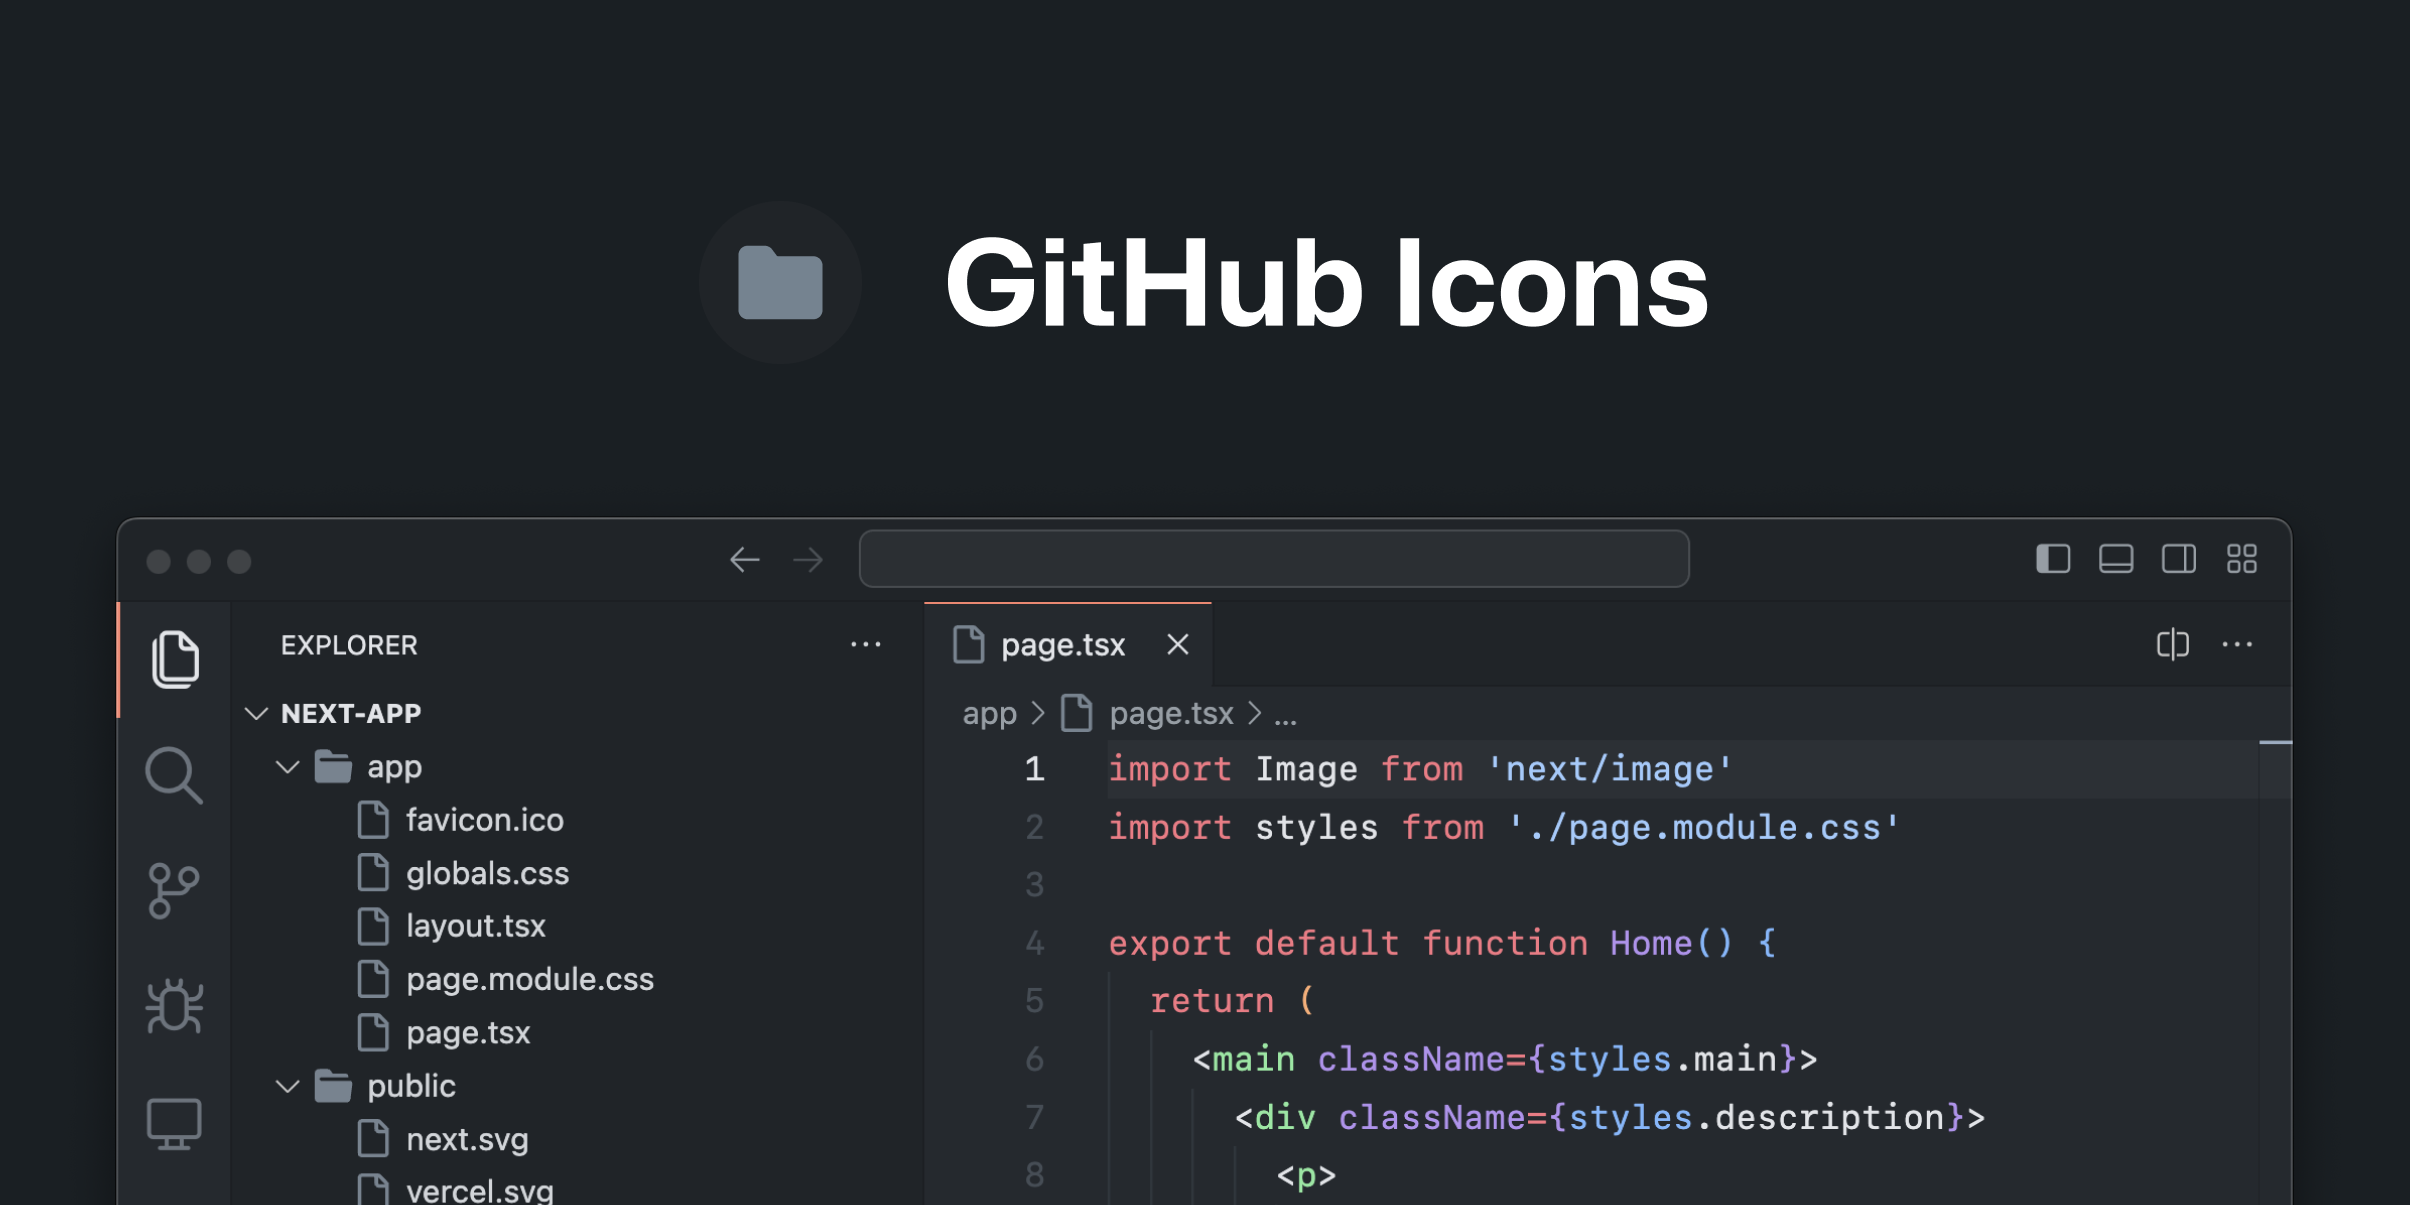 GitHub Icons
EXPLORER
NEXT-APP
app
favicon.ico
globals.css
layout.tsx
page.module.css
page.tsx
public
next.svg
vercel.svg
page.tsx
app > page.tsx > ...
1 import Image from 'next/image'
2 import styles from './page.module.css'
3
4 export default function Home() {
5 return (
6 <main className={styles.main}>
7 <div className={styles.description}>
8 <p>